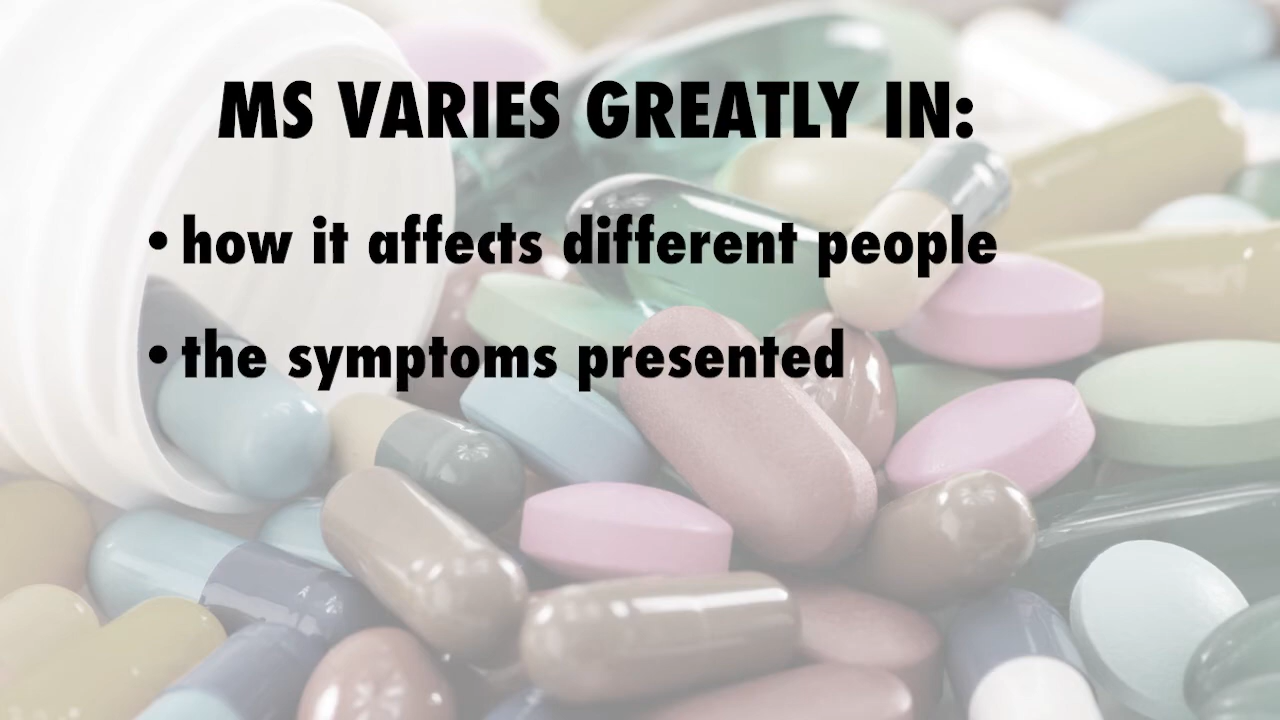 MS VARIES GREATLY IN:
• how it affects different people
• the symptoms presented